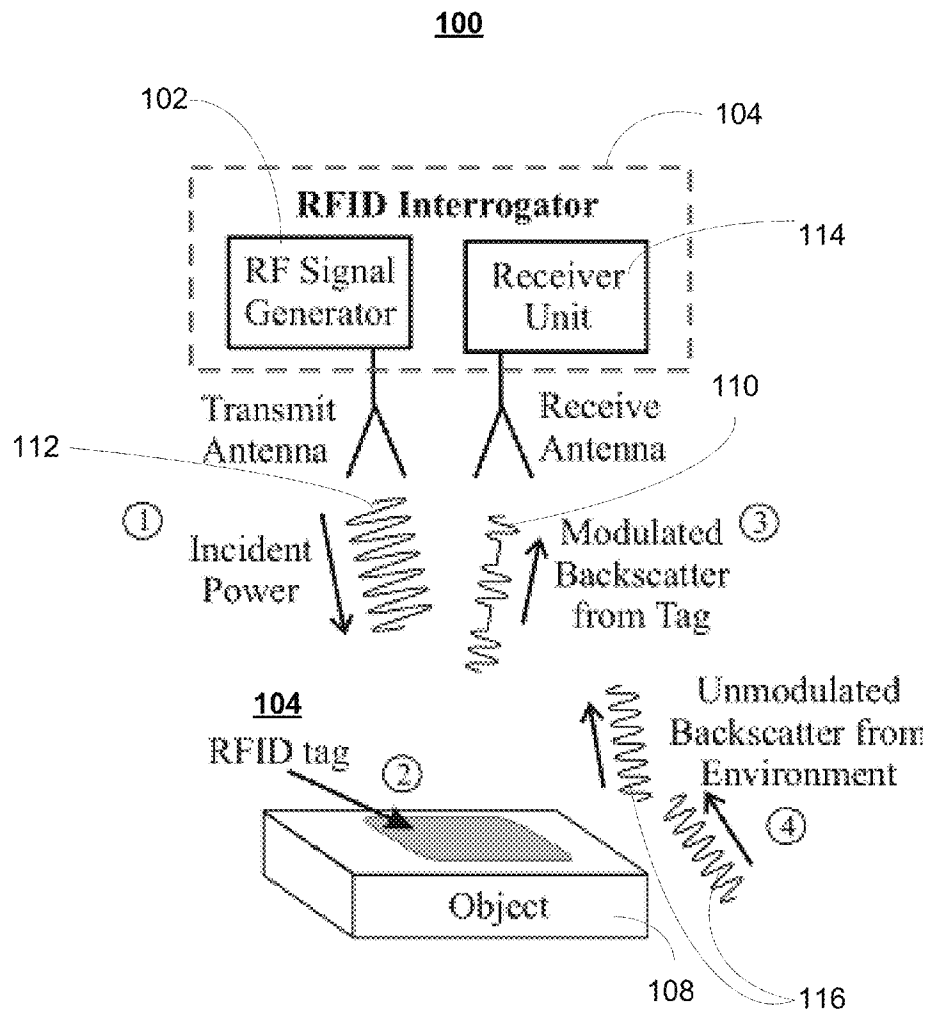 100
102
104
RFID Interrogator
114
RF Signal
Generator
Receiver
Unit
110
Transmit
Antenna
Receive
Antenna
112
1
3
Incident
Power
Modulated
Backscatter
from Tag
104
RFID tag
2
Unmodulated
Backscatter from
Environment
4
Object
108
116